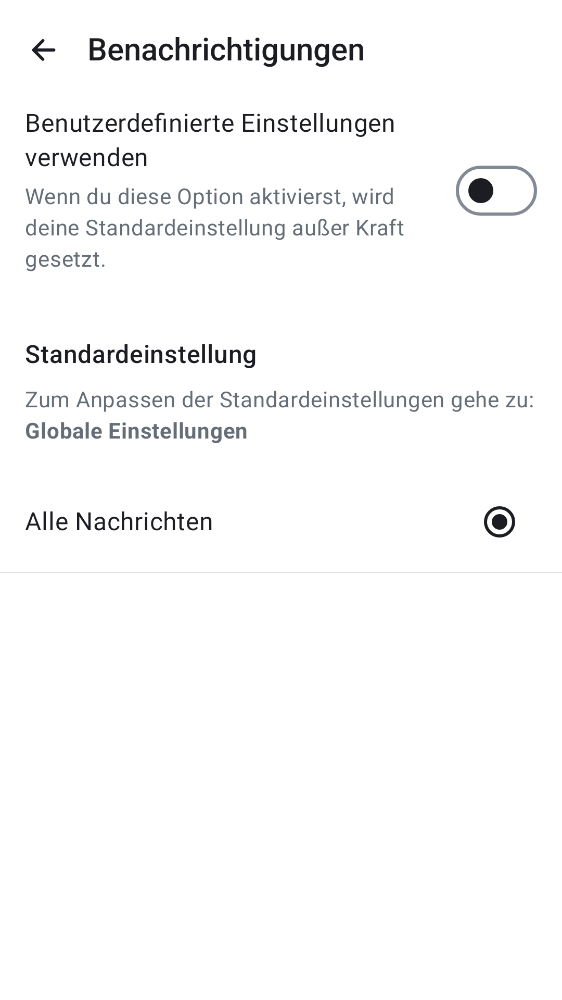 Benachrichtigungen
Benutzerdefinierte Einstellungen
verwenden
Wenn du diese Option aktivierst, wird
deine Standardeinstellung außer Kraft
gesetzt.
Standardeinstellung
Zum Anpassen der Standardeinstellungen gehe zu:
Globale Einstellungen
Alle Nachrichten